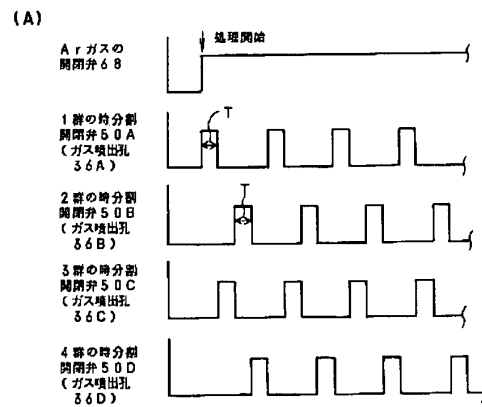 (A)
Arガスの
開閉弁68
処理開始
1群の時分割
開閉弁50A
(ガス噴出孔
36A)
T
2群の時分割
開閉弁50B
(ガス噴出孔
36B)
T
3群の時分割
開閉弁50C
(ガス噴出孔
36C)
4群の時分割
開閉弁50D
(ガス噴出孔
36D)